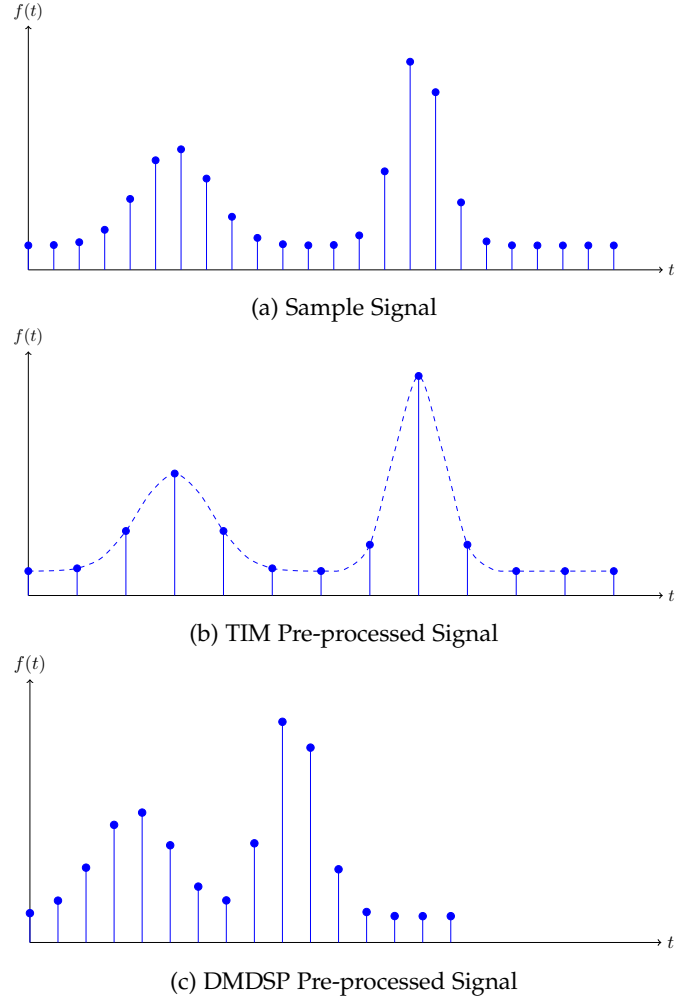 f(t)
t
(a) Sample Signal
f(t)
t
(b) TIM Pre-processed Signal
f(t)
t
(c) DMDSP Pre-processed Signal